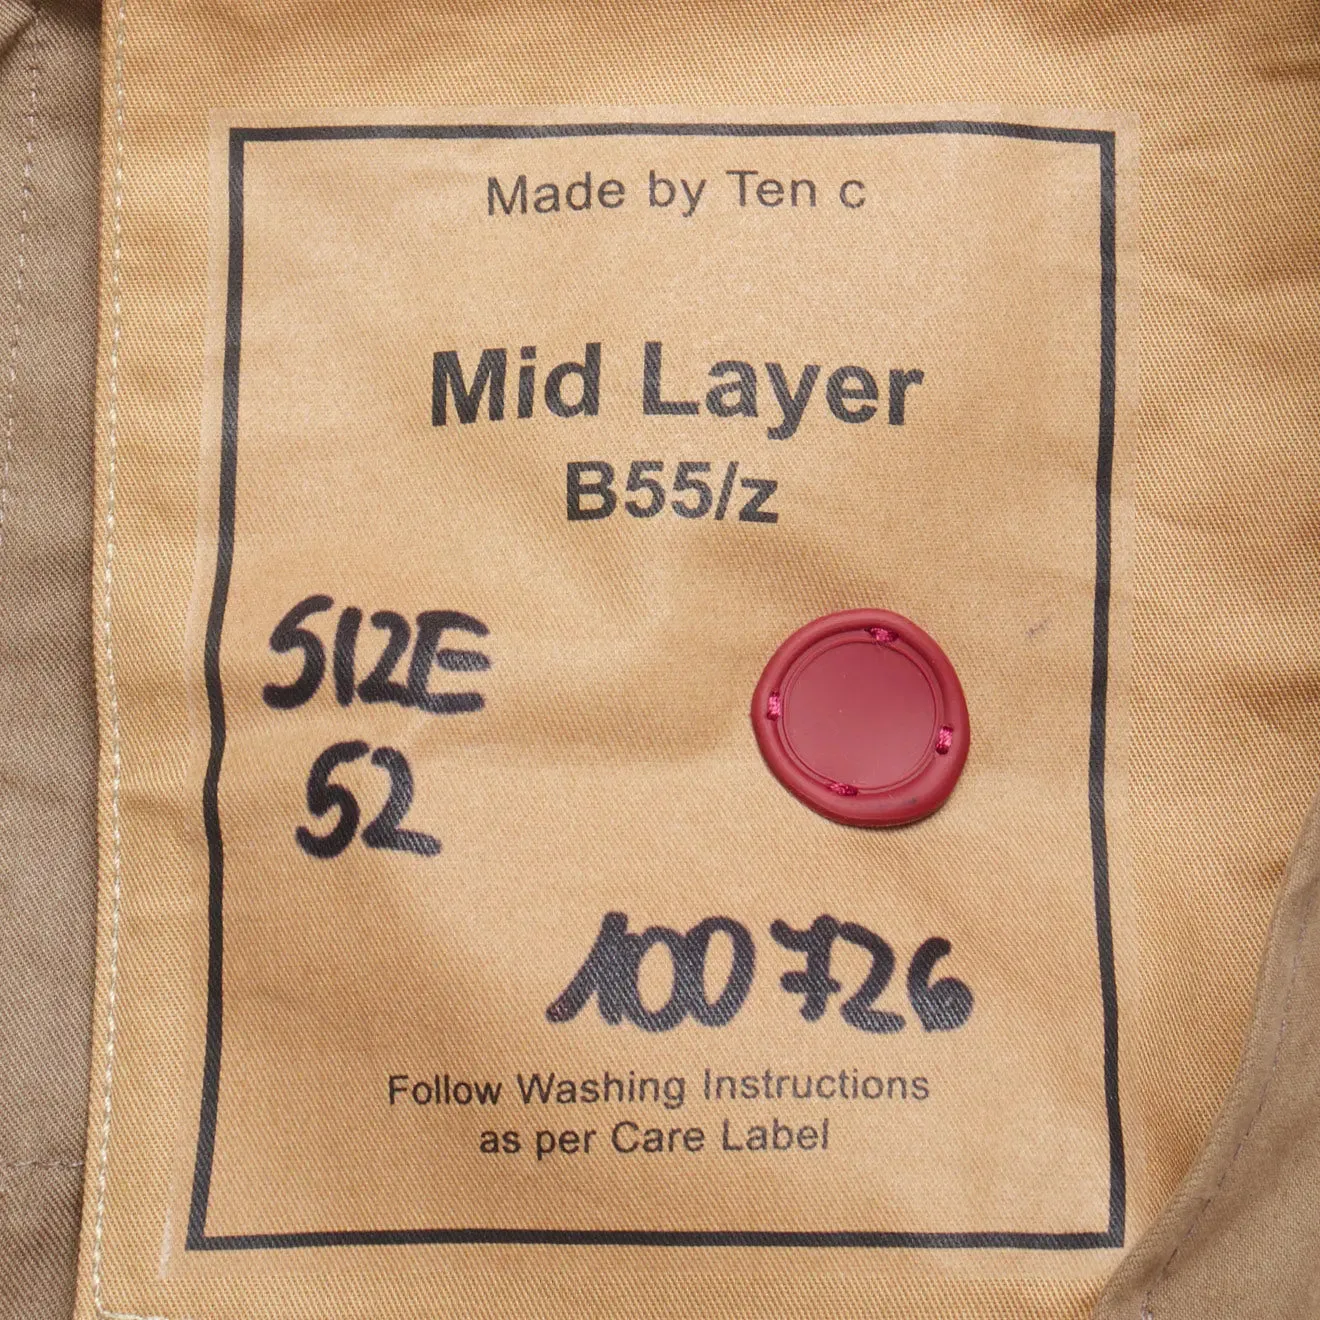 Made by Ten c
Mid Layer
B55/z
SIZE
52
100726
Follow Washing Instructions
as per Care Label